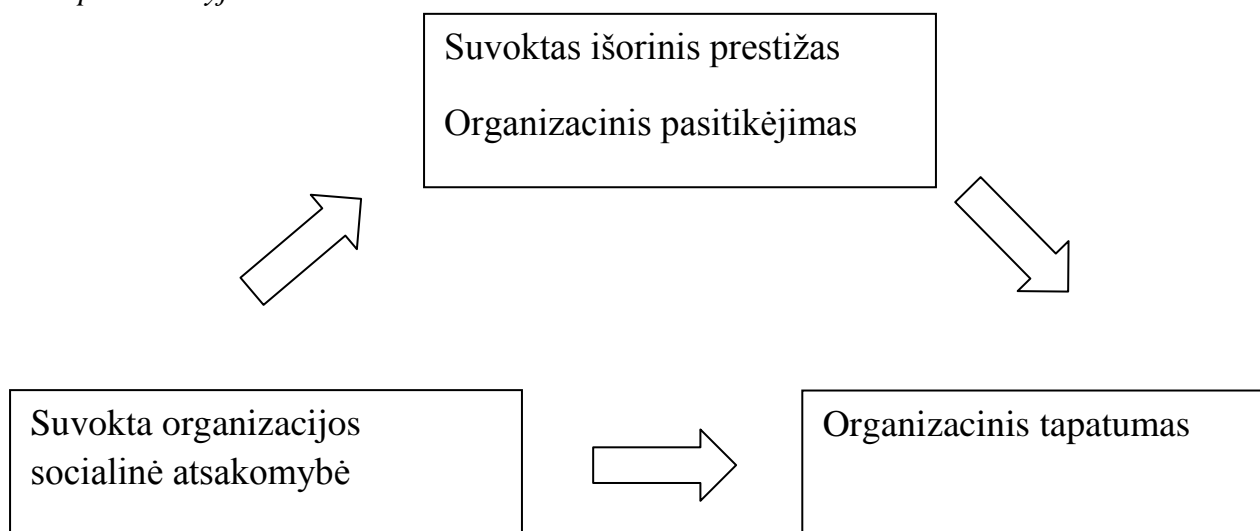 Suvoktas išorinis prestižas
Organizacinis pasitikėjimas
Suvokta organizacijos
socialinė atsakomybė
Organizacinis tapatumas